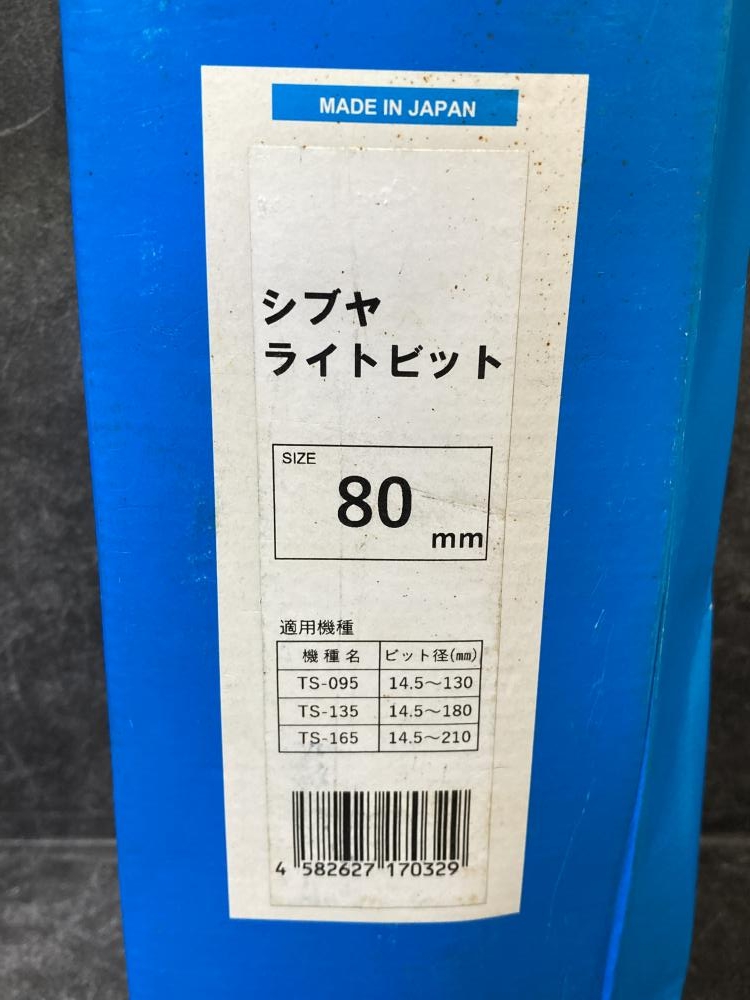 MADE IN JAPAN
シブヤ
ライトビット
SIZE
80
mm
適用機種
機種名 ビット径(㎜)
TS-095 14.5〜130
TS-135 14.5〜180
TS-165 14.5〜210
4 582627 170329